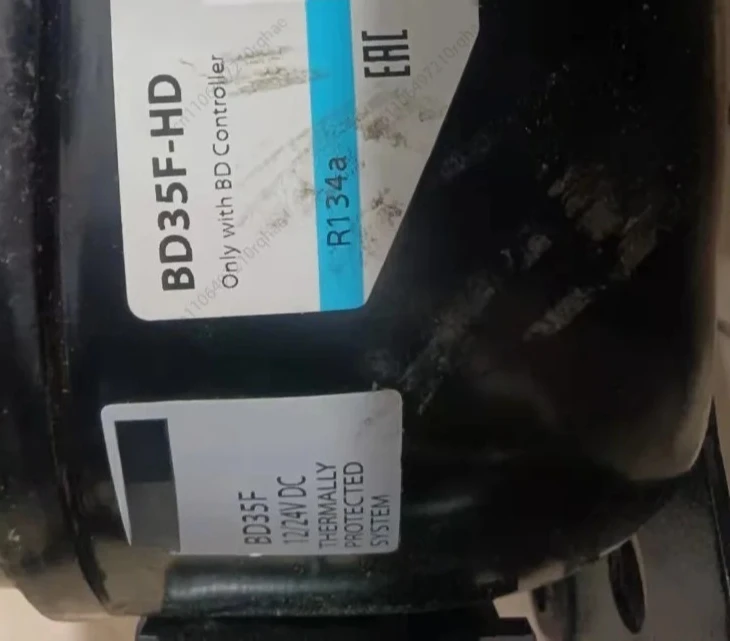 BD35F-HD
Only with BD Controller
R134a
EAC
BD35F
12/24V DC
THERMALLY
PROTECTED
SYSTEM